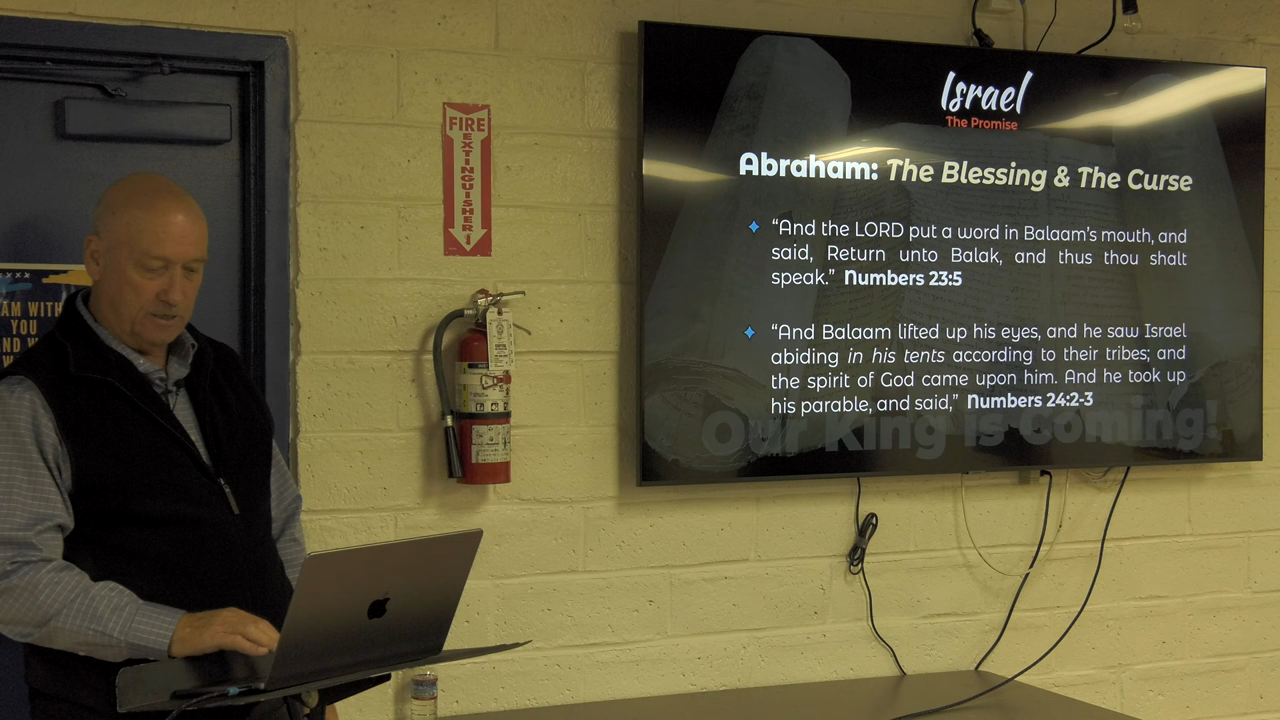 FIRE
EXTINGUISHER
AM WITH
YOU
Israel
The Promise
Abraham: The Blessing & The Curse
“And the LORD put a word in Balaam’s mouth, and
said, Return unto Balak, and thus thou shalt
speak.” Numbers 23:5
“And Balaam lifted up his eyes, and he saw Israel
abiding in his tents according to their tribes; and
the spirit of God came upon him. And he took up
his parable, and said,” Numbers 24:2-3
Our King is Coming!